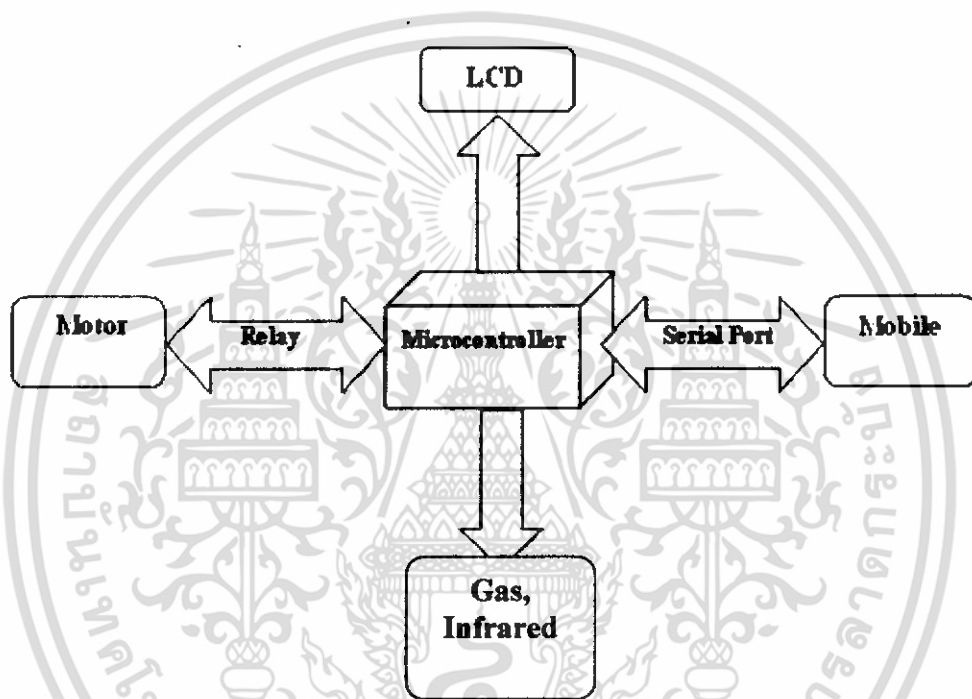 LCD
Motor
Relay
Microcontroller
Serial Port
Mobile
Gas,
Infrared